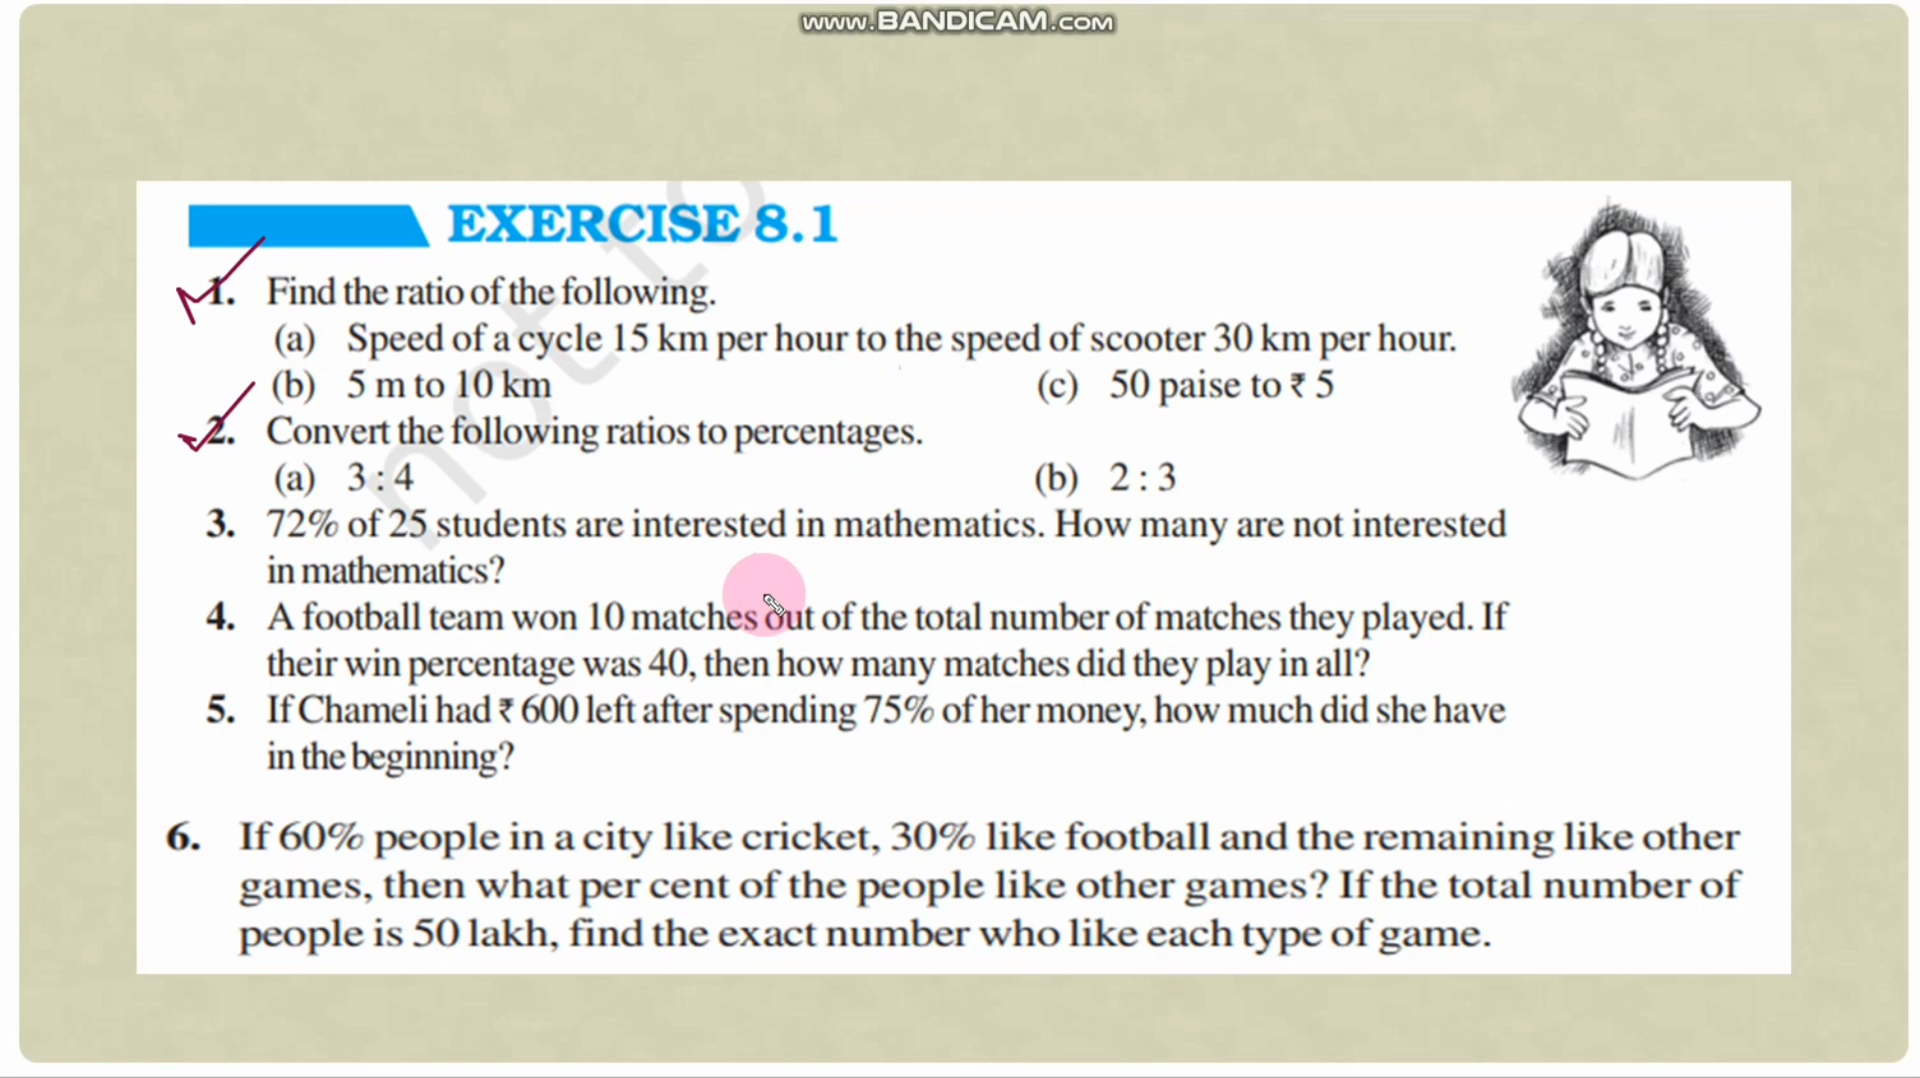 www.BANDICAM.com
not to
EXERCISE 8.1
1. Find the ratio of the following.
(a) Speed of a cycle 15 km per hour to the speed of scooter 30 km per hour.
(b) 5 m to 10 km (c) 50 paise to ₹ 5
2. Convert the following ratios to percentages.
(a) 3 : 4 (b) 2 : 3
3. 72% of 25 students are interested in mathematics. How many are not interested
in mathematics?
4. A football team won 10 matches out of the total number of matches they played. If
their win percentage was 40, then how many matches did they play in all?
5. If Chameli had ₹ 600 left after spending 75% of her money, how much did she have
in the beginning?
6. If 60% people in a city like cricket, 30% like football and the remaining like other
games, then what per cent of the people like other games? If the total number of
people is 50 lakh, find the exact number who like each type of game.